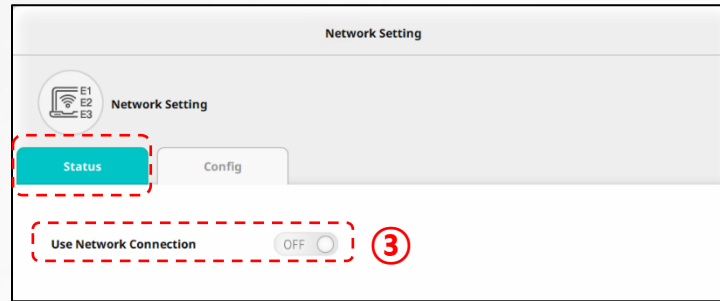 Network Setting
E1
E2
E3
Network Setting
Status
Config
Use Network Connection OFF ③